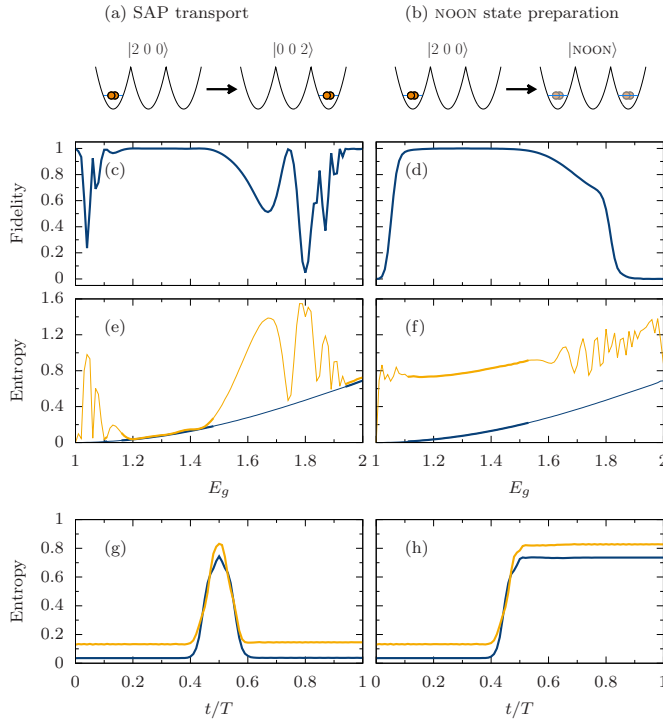 (a) SAP transport
(b) NOON state preparation
|2 0 0⟩ |0 0 2⟩ |2 0 0⟩ |NOON⟩
1
0.8
0.6
0.4
0.2
0
Fidelity
(c)
(d)
1.6
1.2
0.8
0.4
0
Entropy
(e)
(f)
1 1.2 1.4 1.6 1.8 2
E_g
1 1.2 1.4 1.6 1.8 2
E_g
1
0.8
0.6
0.4
0.2
0
Entropy
(g)
(h)
0 0.2 0.4 0.6 0.8 1
t/T
0 0.2 0.4 0.6 0.8 1
t/T